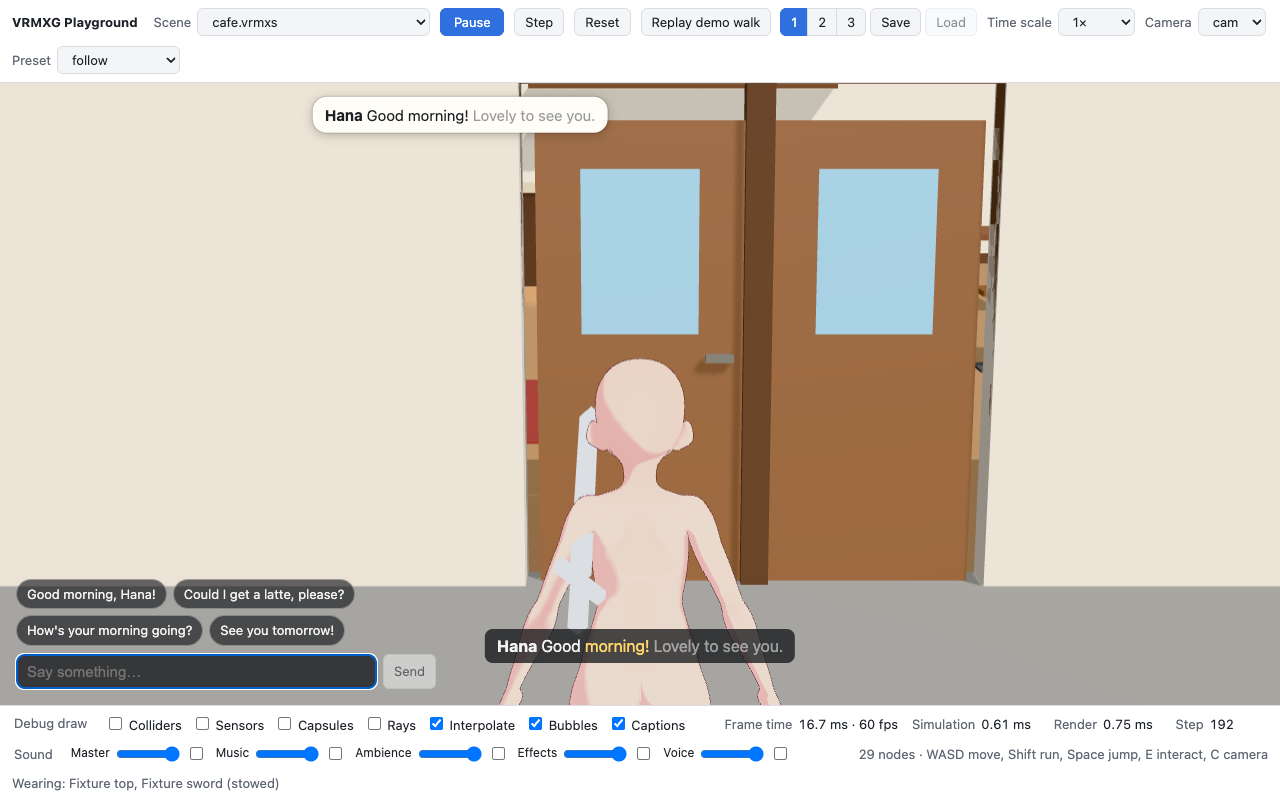 VRMXG Playground Scene cafe.vrmxs Pause Step Reset Replay demo walk 1 2 3 Save Load Time scale 1× Camera cam
Preset follow
Hana Good morning! Lovely to see you.
Good morning, Hana! Could I get a latte, please?
How's your morning going? See you tomorrow!
Hana Good morning! Lovely to see you.
Say something... Send
Debug draw Colliders Sensors Capsules Rays Interpolate Bubbles Captions Frame time 16.7 ms · 60 fps Simulation 0.61 ms Render 0.75 ms Step 192
Sound Master Music Ambience Effects Voice 29 nodes · WASD move, Shift run, Space jump, E interact, C camera
Wearing: Fixture top, Fixture sword (stowed)